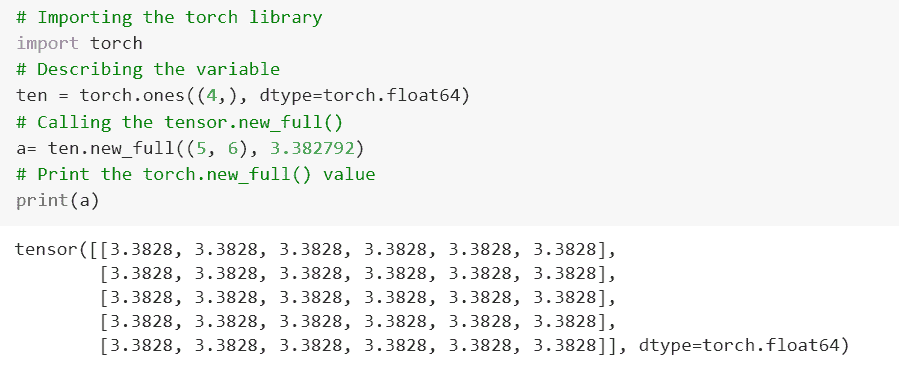 # Importing the torch library
import torch
# Describing the variable
ten = torch.ones((4,), dtype=torch.float64)
# Calling the tensor.new_full()
a= ten.new_full((5, 6), 3.382792)
# Print the torch.new_full() value
print(a)
tensor([[3.3828, 3.3828, 3.3828, 3.3828, 3.3828, 3.3828],
        [3.3828, 3.3828, 3.3828, 3.3828, 3.3828, 3.3828],
        [3.3828, 3.3828, 3.3828, 3.3828, 3.3828, 3.3828],
        [3.3828, 3.3828, 3.3828, 3.3828, 3.3828, 3.3828],
        [3.3828, 3.3828, 3.3828, 3.3828, 3.3828, 3.3828]], dtype=torch.float64)